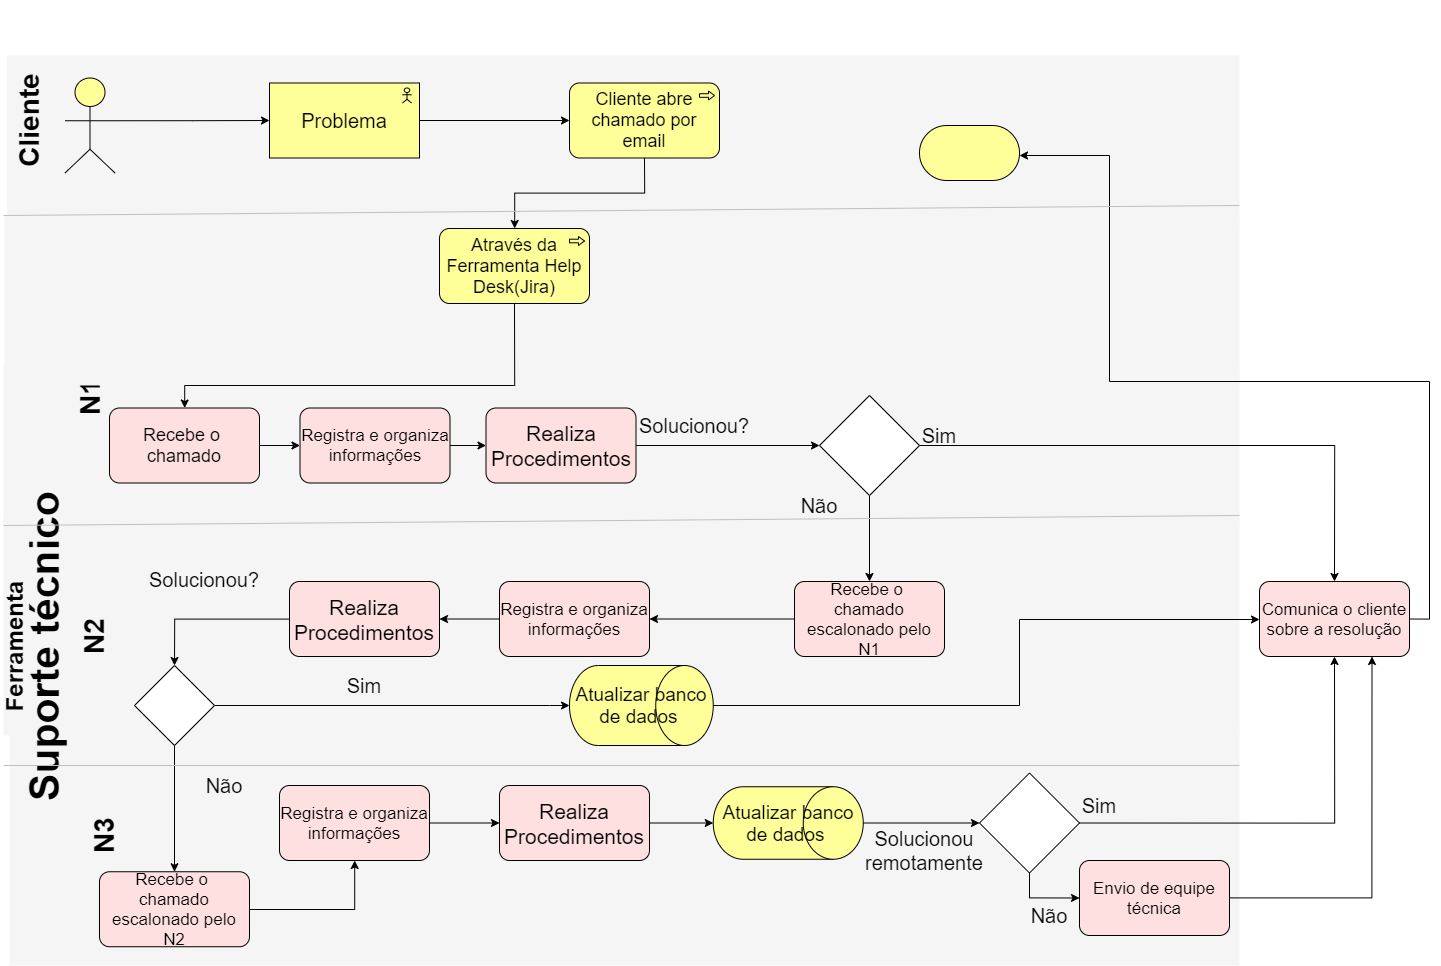 Cliente
Problema
Cliente abre
chamado por
email
Através da
Ferramenta Help
Desk(Jira)
N1
Recebe o
chamado
Registra e organiza
informações
Realiza
Procedimentos
Solucionou?
Sim
Não
Ferramenta
Suporte técnico
N2
Solucionou?
Realiza
Procedimentos
Registra e organiza
informações
Recebe o
chamado
escalonado pelo
N1
Comunica o cliente
sobre a resolução
Sim
Atualizar banco
de dados
Não
N3
Registra e organiza
informações
Realiza
Procedimentos
Atualizar banco
de dados
Solucionou
remotamente
Sim
Recebe o
chamado
escalonado pelo
N2
Não
Envio de equipe
técnica